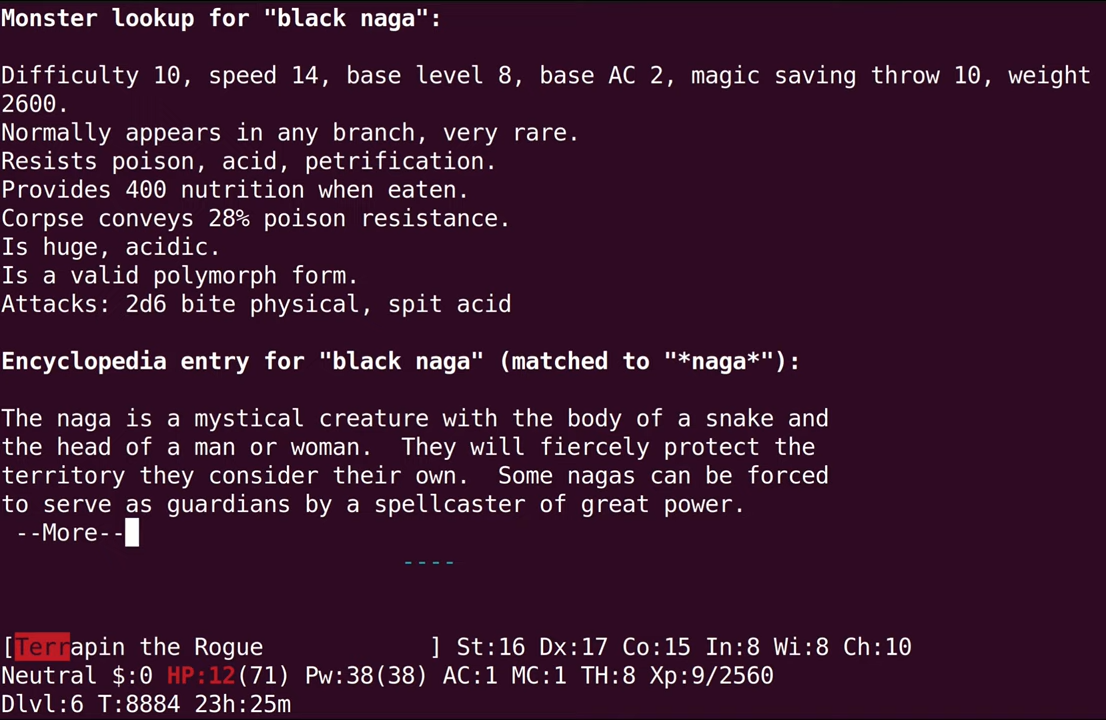 Monster lookup for "black naga":
Difficulty 10, speed 14, base level 8, base AC 2, magic saving throw 10, weight
2600.
Normally appears in any branch, very rare.
Resists poison, acid, petrification.
Provides 400 nutrition when eaten.
Corpse conveys 28% poison resistance.
Is huge, acidic.
Is a valid polymorph form.
Attacks: 2d6 bite physical, spit acid
Encyclopedia entry for "black naga" (matched to "*naga*"):
The naga is a mystical creature with the body of a snake and
the head of a man or woman.  They will fiercely protect the
territory they consider their own.  Some nagas can be forced
to serve as guardians by a spellcaster of great power.
--More--
----
[Terrapin the Rogue            ] St:16 Dx:17 Co:15 In:8 Wi:8 Ch:10
Neutral $:0 HP:12(71) Pw:38(38) AC:1 MC:1 TH:8 Xp:9/2560
Dlvl:6 T:8884 23h:25m